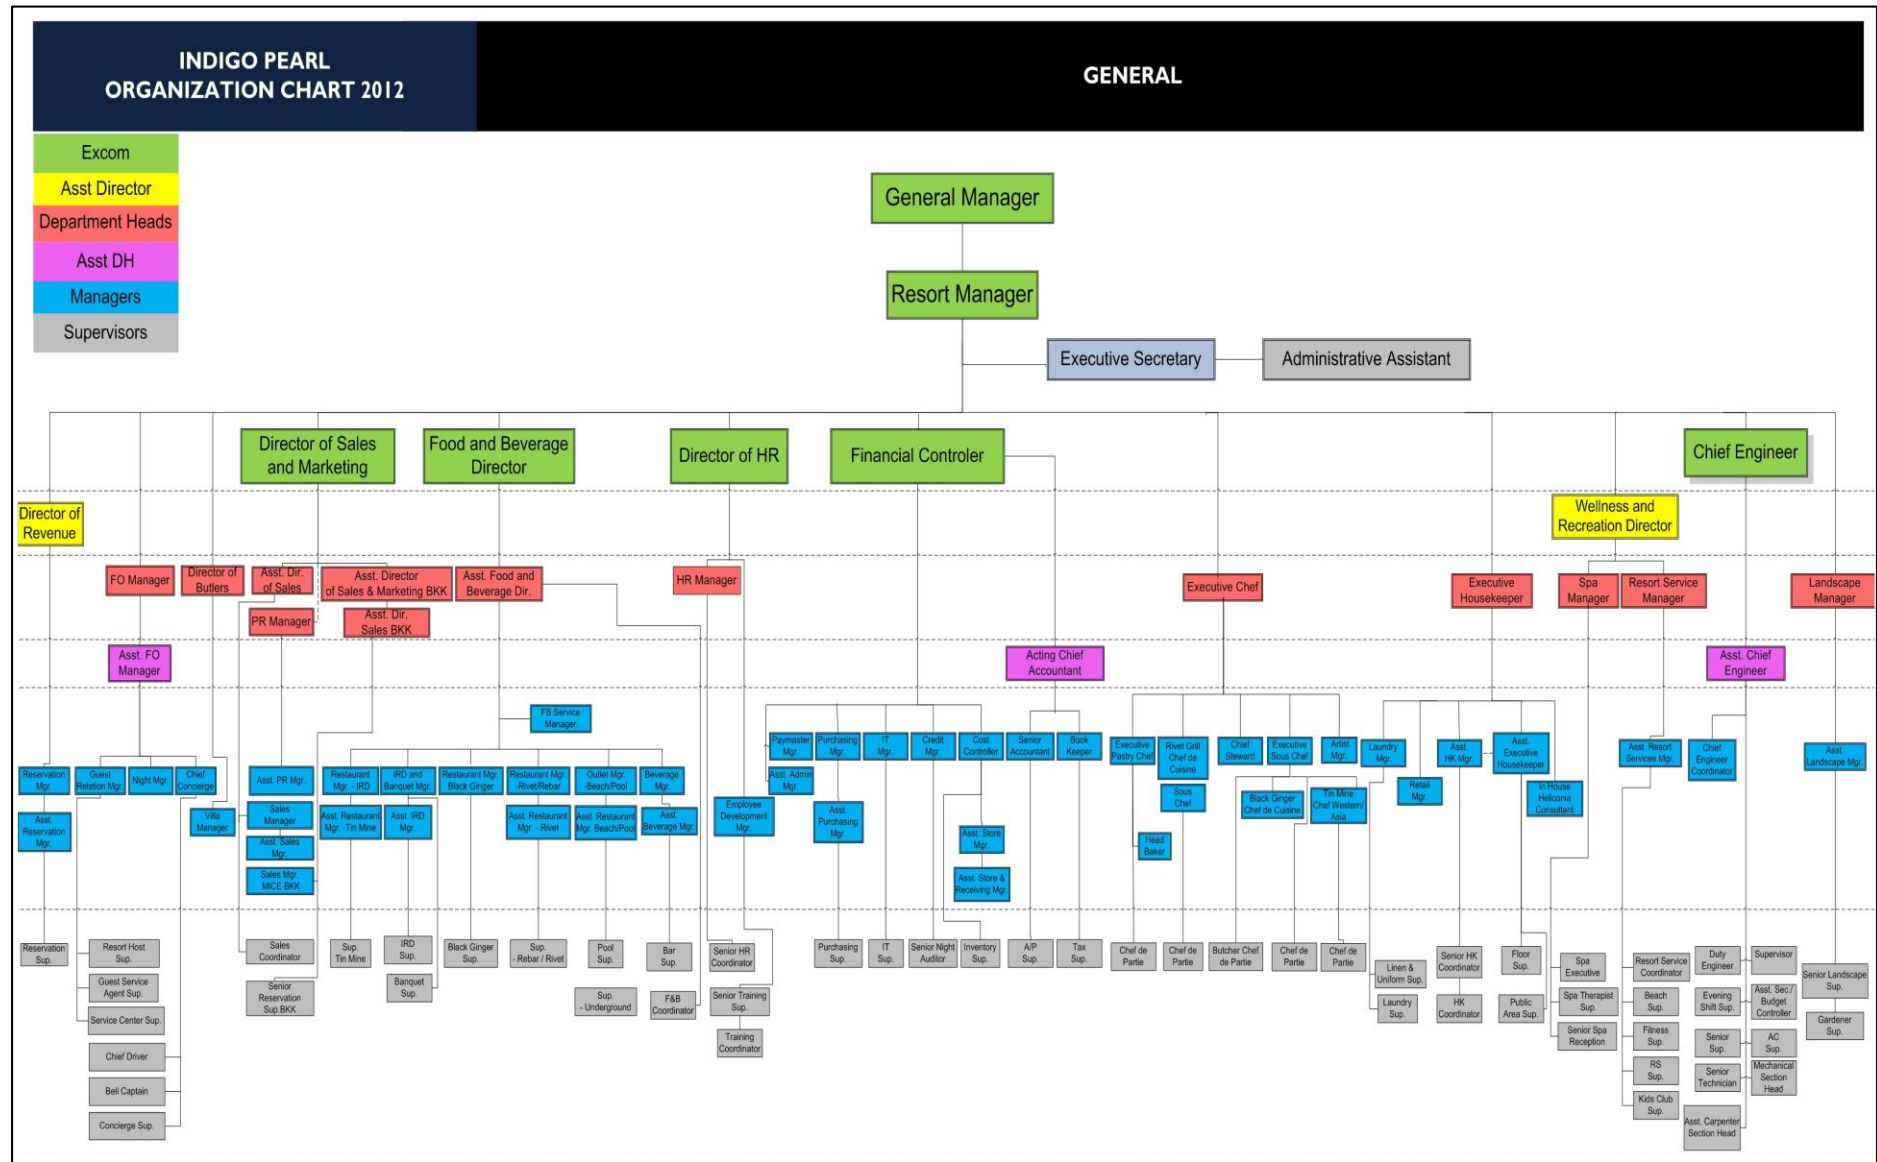 INDIGO PEARL
ORGANIZATION CHART 2012
GENERAL
Excom
Asst Director
Department Heads
Asst DH
Managers
Supervisors
General Manager
Resort Manager
Executive Secretary
Administrative Assistant
Director of Sales
and Marketing
Food and Beverage
Director
Director of HR
Financial Controler
Chief Engineer
Director of
Revenue
Wellness and
Recreation Director
FO Manager
Director of
Butlers
Asst. Dir.
of Sales
Asst. Director
of Sales & Marketing BKK
Asst. Food and
Beverage Dir.
HR Manager
Executive Chef
Executive
Housekeeper
Spa
Manager
Resort Service
Manager
Landscape
Manager
PR Manager
Asst. Dir.
Sales BKK
Asst. FO
Manager
Acting Chief
Accountant
Asst. Chief
Engineer
FB Service
Manager
Paymaster
Mgr.
Purchasing
Mgr.
IT
Mgr.
Credit
Mgr.
Cost
Controller
Senior
Accountant
Book
Keeper
Executive
Pastry Chef
Rivet Grill
Chef de
Cuisine
Chief
Steward
Executive
Sous Chef
Artist
Mgr.
Laundry
Mgr.
Asst.
HK Mgr.
Asst.
Executive
Housekeeper
Asst. Resort
Services Mgr.
Chief
Engineer
Coordinator
Asst
Landscape Mgr.
Reservation
Mgr.
Guest
Relation Mgr.
Night Mgr.
Chief
Concierge
Asst. PR Mgr.
Restaurant
Mgr. - IRD
IRD and
Banquet Mgr.
Restaurant Mgr.
Black Ginger
Restaurant Mgr.
-Rivet/Rebar
Outlet Mgr.
-Beach/Pool
Beverage
Mgr.
Asst. Admin
Mgr.
Sous
Chef
Retail
Mgr.
In House
Heliconia
Consultant
Asst.
Reservation
Mgr.
Villa
Manager
Sales
Manager
Asst. Restaurant
Mgr. -Tin Mine
Asst. IRD
Mgr.
Asst. Restaurant
Mgr. - Rivet
Asst. Restaurant
Mgr. Beach/Pool
Asst.
Beverage Mgr
Employee
Development
Mgr.
Asst.
Purchasing
Mgr.
Black Ginger
Chef de Cuisine
Tin Mine
Chef Western/
Asia
Asst. Sales
Mgr.
Asst. Store
Mgr.
Head
Baker
Sales Mgr.
MICE BKK
Asst. Store &
Receiving Mgr.
Reservation
Sup.
Resort Host
Sup.
Sales
Coordinator
Sup.
Tin Mine
IRD
Sup.
Black Ginger
Sup.
Sup.
- Rebar / Rivet
Pool
Sup.
Bar
Sup.
Senior HR
Coordinator
Purchasing
Sup.
IT
Sup.
Senior Night
Auditor
Inventory
Sup.
A/P
Sup.
Tax
Sup.
Chef de
Partie
Chef de
Partie
Butcher Chef
de Partie
Chef de
Partie
Chef de
Partie
Linen &
Uniform Sup.
Senior HK
Coordinator
Floor
Sup.
Spa
Executive
Resort Service
Coordinator
Duty
Engineer
Supervisor
Senior Landscape
Sup.
Guest Service
Agent Sup.
Senior
Reservation
Sup.BKK
Banquet
Sup.
Sup.
- Underground
F&B
Coordinator
Senior Training
Sup.
Laundry
Sup.
HK
Coordinator
Public
Area Sup.
Spa Therapist
Sup.
Beach
Sup.
Evening
Shift Sup.
Asst. Sec./
Budget
Controller
Gardener
Sup.
Service Center Sup.
Training
Coordinator
Senior Spa
Reception
Fitness
Sup.
Senior
Sup.
AC
Sup.
Chief Driver
RS
Sup.
Senior
Technician
Mechanical
Section
Head
Bell Captain
Kids Club
Sup.
Concierge Sup.
Asst. Carpenter
Section Head